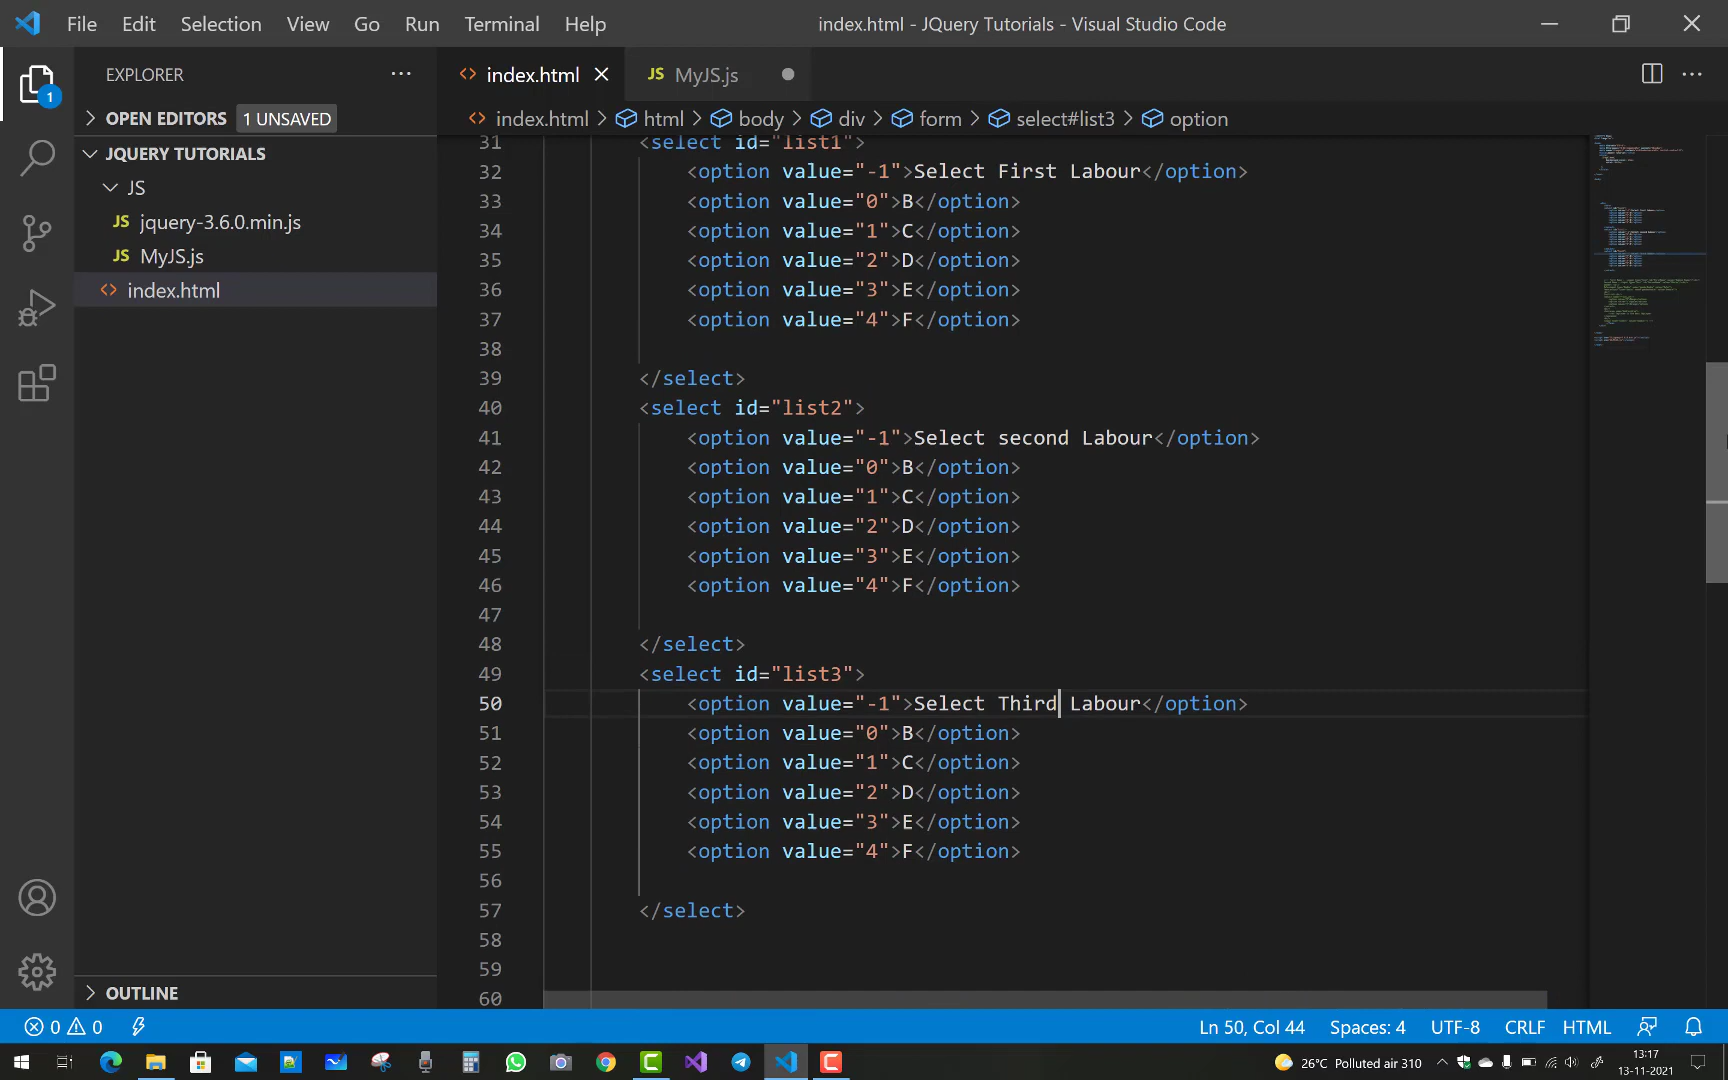 File Edit Selection View Go Run Terminal Help index.html - JQuery Tutorials - Visual Studio Code
EXPLORER
index.html
JS MyJS.js
1
OPEN EDITORS 1 UNSAVED
index.html > html > body > div > form > select#list3 > option
JQUERY TUTORIALS
JS
JS jquery-3.6.0.min.js
JS MyJS.js
index.html
31 <select id="list1">
32 <option value="-1">Select First Labour</option>
33 <option value="0">B</option>
34 <option value="1">C</option>
35 <option value="2">D</option>
36 <option value="3">E</option>
37 <option value="4">F</option>
38
39 </select>
40 <select id="list2">
41 <option value="-1">Select second Labour</option>
42 <option value="0">B</option>
43 <option value="1">C</option>
44 <option value="2">D</option>
45 <option value="3">E</option>
46 <option value="4">F</option>
47
48 </select>
49 <select id="list3">
50 <option value="-1">Select Third Labour</option>
51 <option value="0">B</option>
52 <option value="1">C</option>
53 <option value="2">D</option>
54 <option value="3">E</option>
55 <option value="4">F</option>
56
57 </select>
58
59
60
OUTLINE
0 0 Ln 50, Col 44 Spaces: 4 UTF-8 CRLF HTML
26°C Polluted air 310
13:17
13-11-2021